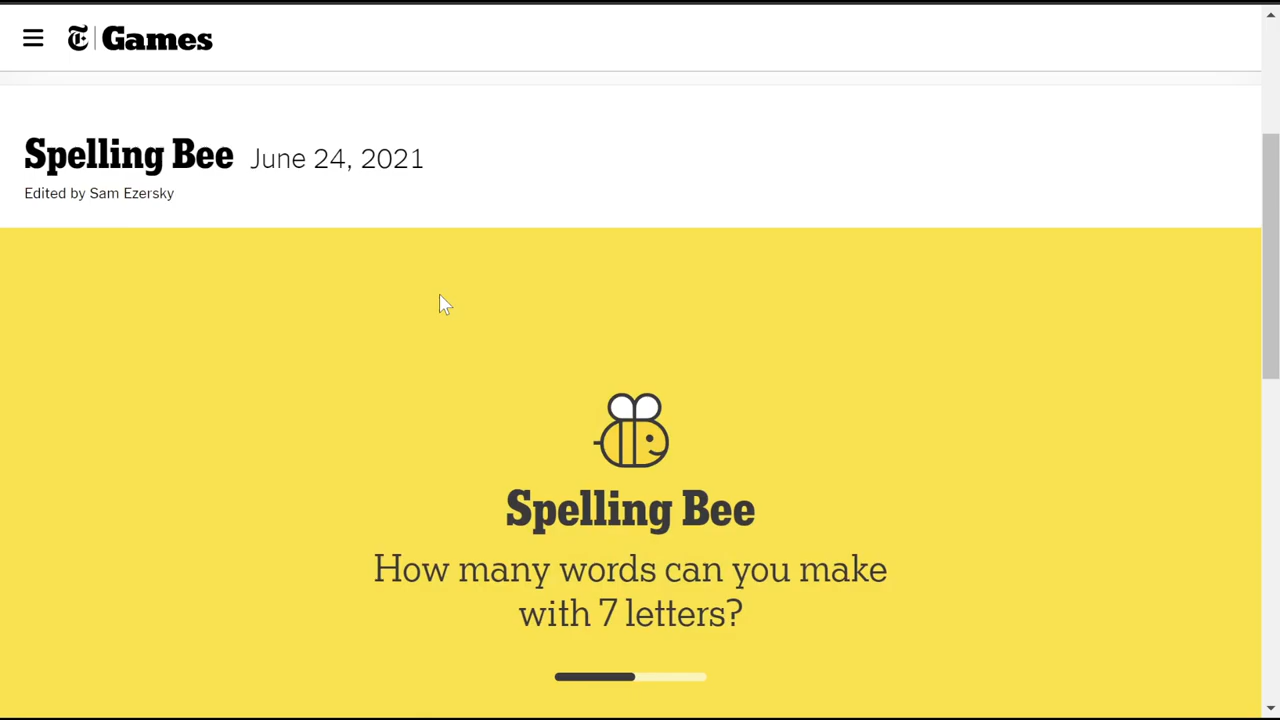 T Games
Spelling Bee June 24, 2021
Edited by Sam Ezersky
Spelling Bee
How many words can you make
with 7 letters?